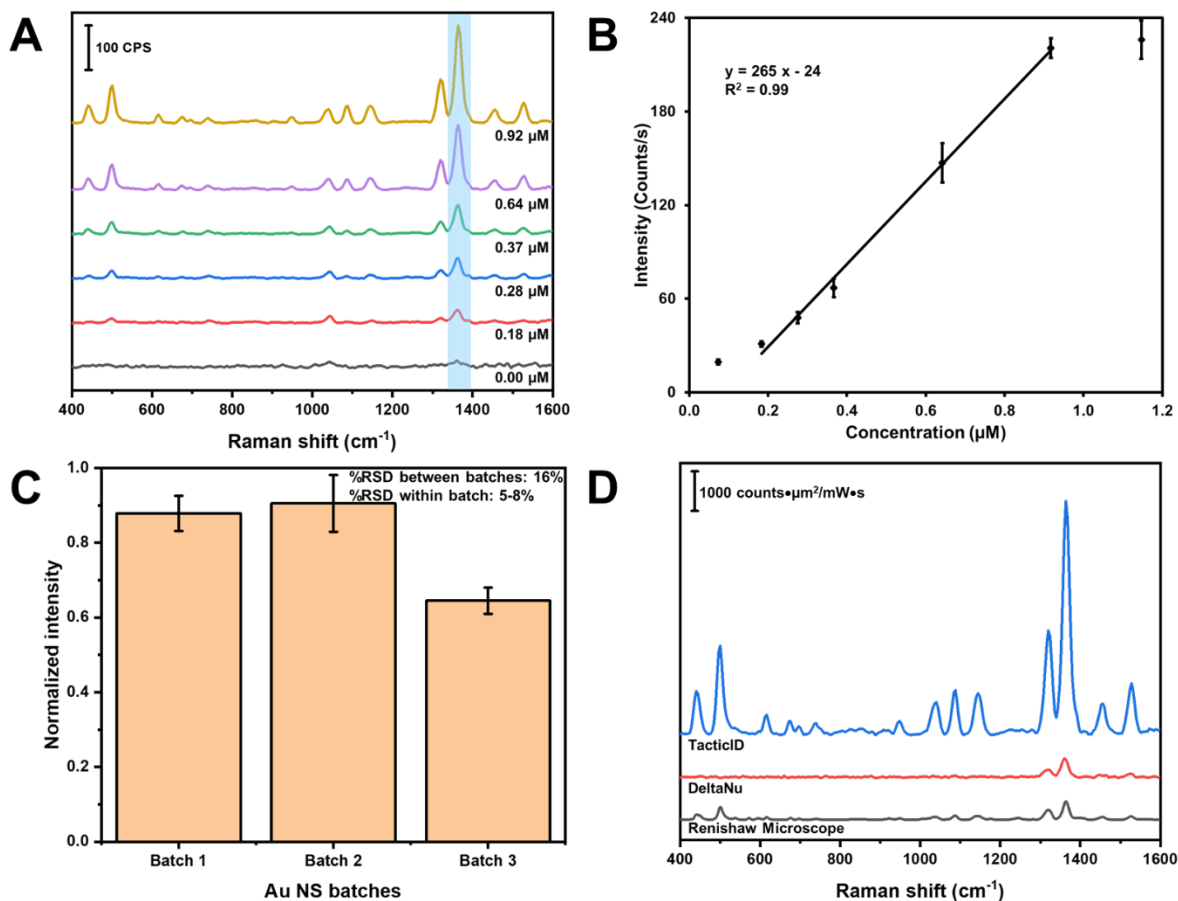 A
100 CPS
0.92 µM
0.64 µM
0.37 µM
0.28 µM
0.18 µM
0.00 µM
400 600 800 1000 1200 1400 1600
Raman shift (cm⁻¹)
B
240
180
120
60
0
y = 265 x - 24
R² = 0.99
Intensity (Counts/s)
0.0 0.2 0.4 0.6 0.8 1.0 1.2
Concentration (µM)
C
1.0
0.8
0.6
0.4
0.2
0.0
%RSD between batches: 16%
%RSD within batch: 5-8%
Normalized intensity
Batch 1 Batch 2 Batch 3
Au NS batches
D
1000 counts•µm²/mW•s
TacticID
DeltaNu
Renishaw Microscope
400 600 800 1000 1200 1400 1600
Raman shift (cm⁻¹)